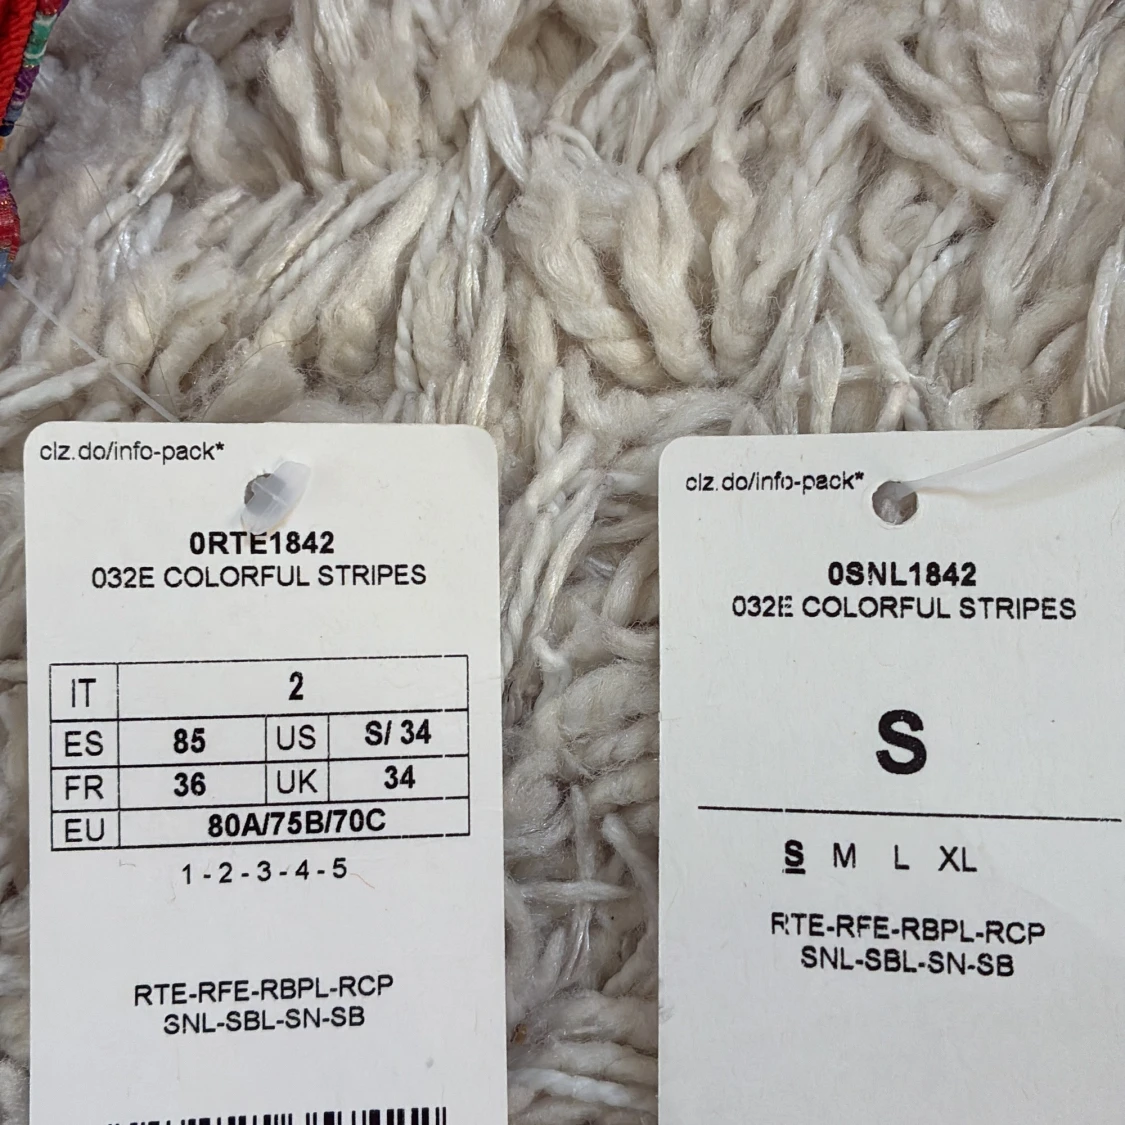 clz.do/info-pack*
0RTE1842
032E COLORFUL STRIPES
IT 2
ES 85 US S/ 34
FR 36 UK 34
EU 80A/75B/70C
1 - 2 - 3 - 4 - 5
RTE-RFE-RBPL-RCP
SNL-SBL-SN-SB
clz.do/info-pack*
0SNL1842
032E COLORFUL STRIPES
S
S M L XL
RTE-RFE-RBPL-RCP
SNL-SBL-SN-SB